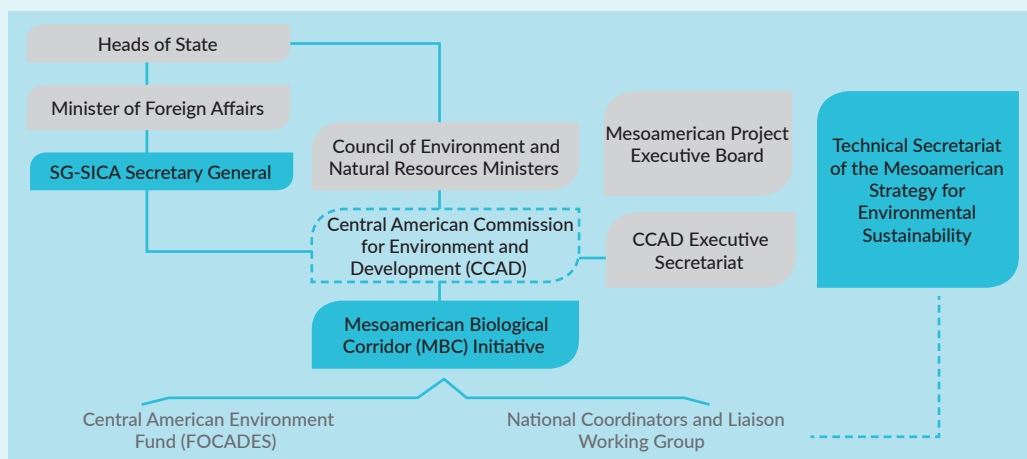 Heads of State
Minister of Foreign Affairs
SG-SICA Secretary General
Council of Environment and
Natural Resources Ministers
Mesoamerican Project
Executive Board
Technical Secretariat
of the Mesoamerican
Strategy for
Environmental
Sustainability
Central American Commission
for Environment and
Development (CCAD)
CCAD Executive
Secretariat
Mesoamerican Biological
Corridor (MBC) Initiative
Central American Environment
Fund (FOCADES)
National Coordinators and Liaison
Working Group